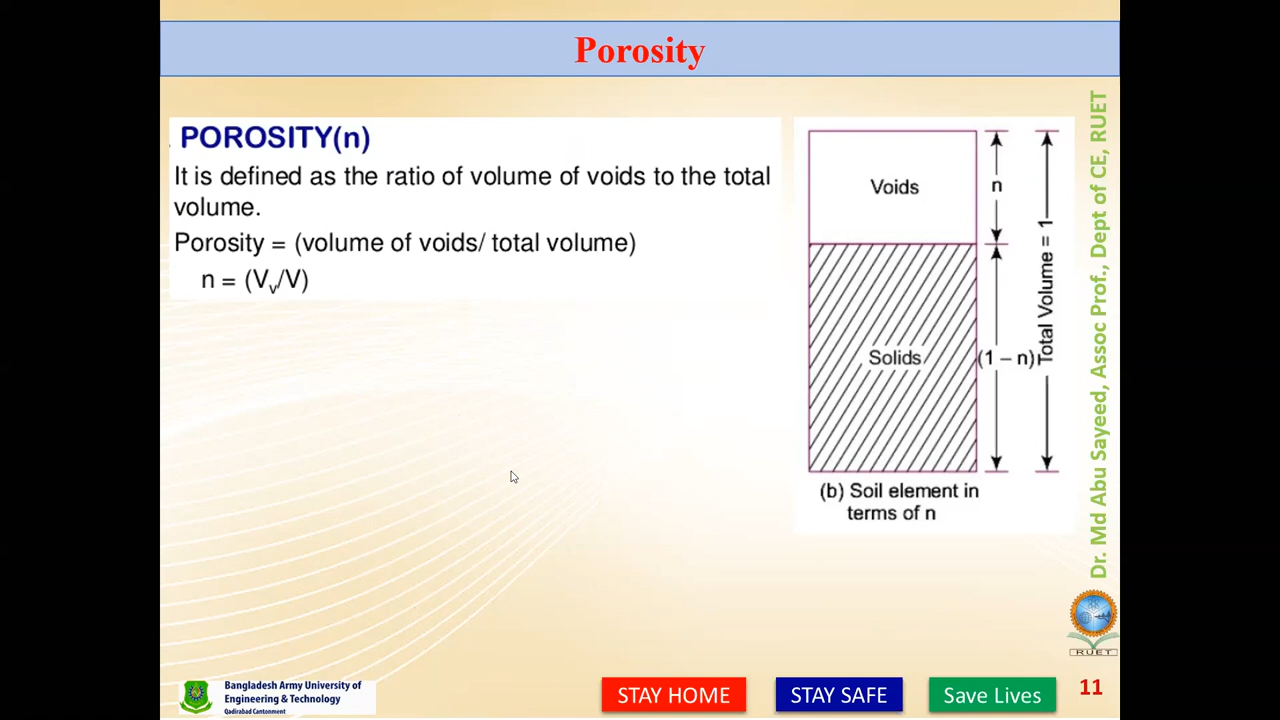 Porosity
POROSITY(n)
It is defined as the ratio of volume of voids to the total
volume.
Porosity = (volume of voids/ total volume)
n = (Vv/V)
Voids
n
Solids
(1 – n)
Total Volume = 1
(b) Soil element in
terms of n
Dr. Md Abu Sayeed, Assoc Prof., Dept of CE, RUET
RUET
Bangladesh Army University of
Engineering & Technology
Qadirabad Cantonment
STAY HOME
STAY SAFE
Save Lives
11